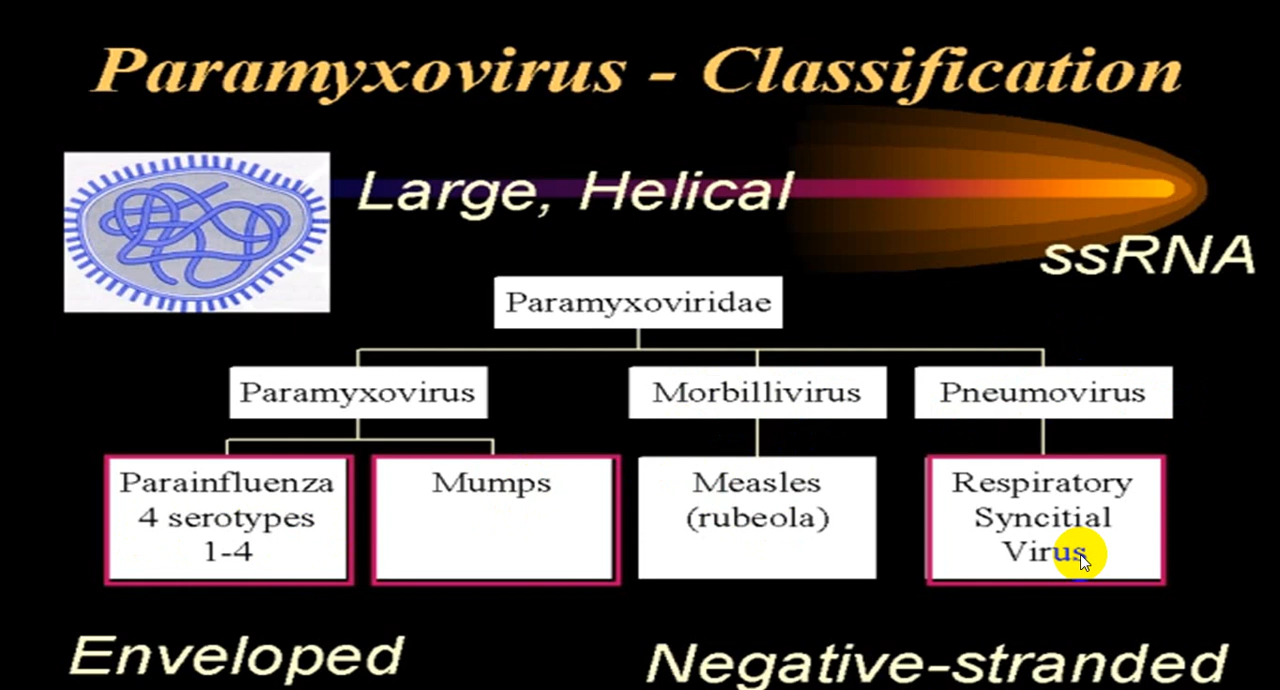 Paramyxovirus - Classification
Large, Helical
ssRNA
Paramyxoviridae
Paramyxovirus
Morbillivirus
Pneumovirus
Parainfluenza
4 serotypes
1-4
Mumps
Measles
(rubeola)
Respiratory
Syncitial
Virus
Enveloped
Negative-stranded